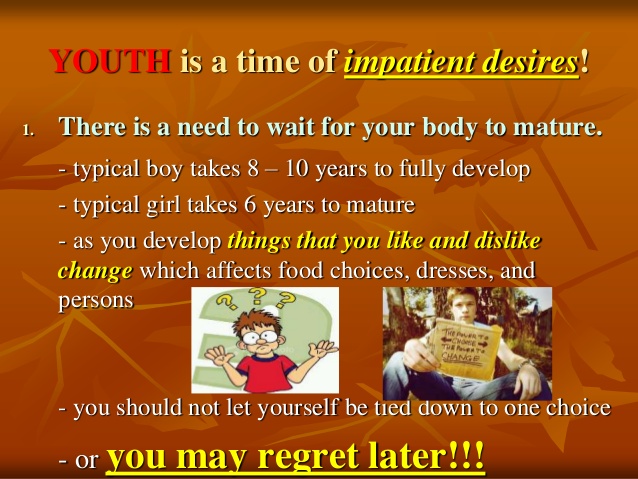 YOUTH is a time of impatient desires!
1. There is a need to wait for your body to mature.
- typical boy takes 8 – 10 years to fully develop
- typical girl takes 6 years to mature
- as you develop things that you like and dislike
change which affects food choices, dresses, and
persons
? ? ?
THE POWER TO
CHOOSE
THE POWER TO
CHANGE!
- you should not let yourself be tied down to one choice
- or you may regret later!!!